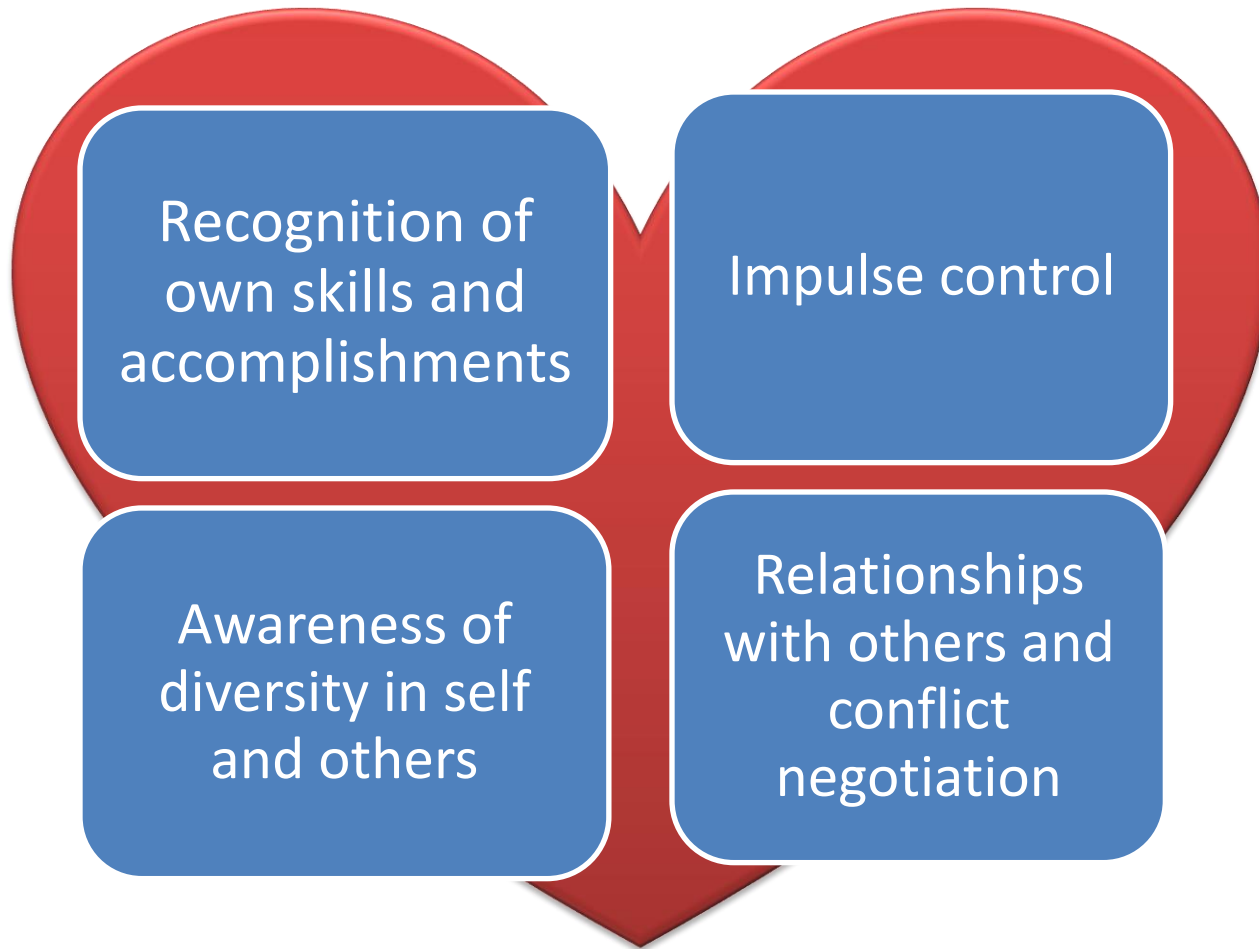 Recognition of
own skills and
accomplishments
Impulse control
Awareness of
diversity in self
and others
Relationships
with others and
conflict
negotiation